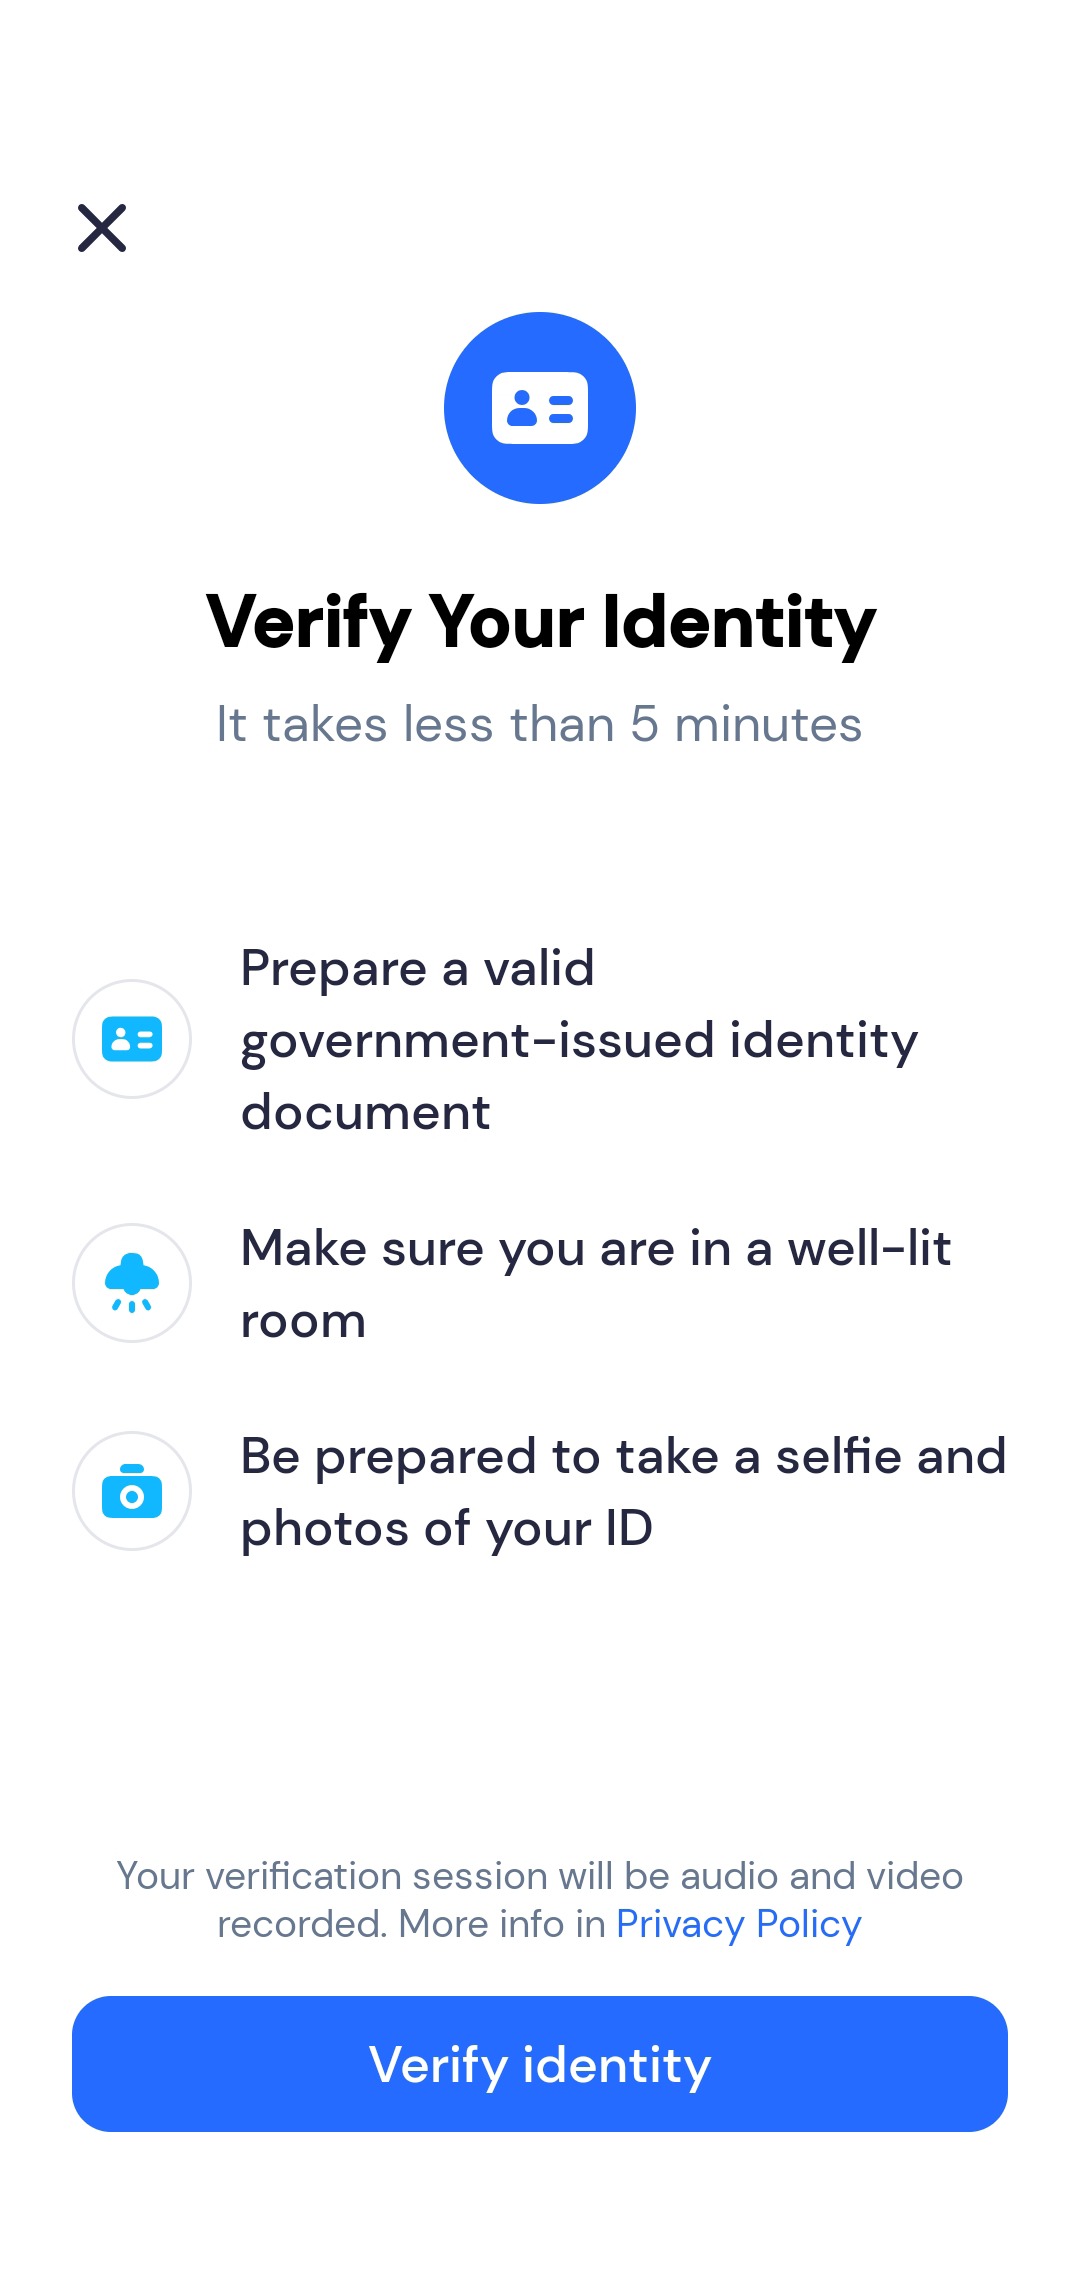 Verify Your Identity
It takes less than 5 minutes
Prepare a valid
government-issued identity
document
Make sure you are in a well-lit
room
Be prepared to take a selfie and
photos of your ID
Your verification session will be audio and video
recorded. More info in Privacy Policy
Verify identity